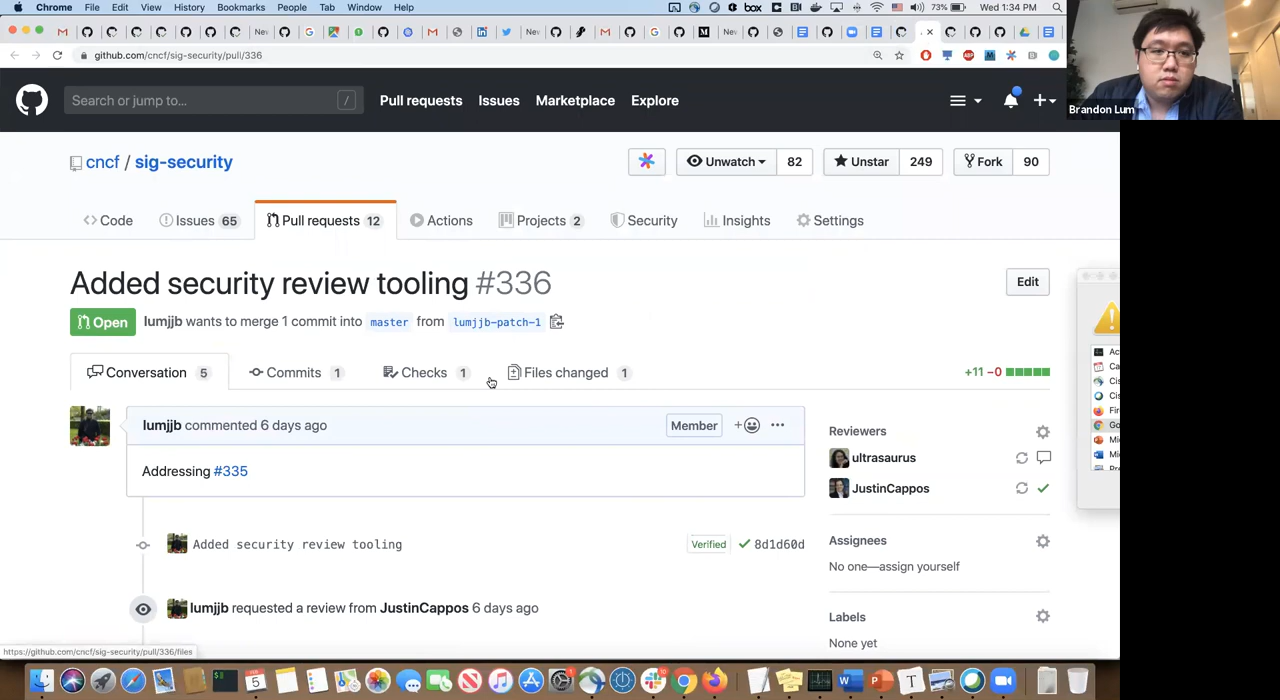 Chrome File Edit View History Bookmarks People Tab Window Help box 73% Wed 1:34 PM
github.com/cncf/sig-security/pull/336
Search or jump to... / Pull requests Issues Marketplace Explore
Brandon Lum
cncf / sig-security Unwatch 82 Unstar 249 Fork 90
Code Issues 65 Pull requests 12 Actions Projects 2 Security Insights Settings
Added security review tooling #336 Edit
Open lumjjb wants to merge 1 commit into master from lumjjb-patch-1
Conversation 5 Commits 1 Checks 1 Files changed 1 +11 −0
lumjjb commented 6 days ago Member
Addressing #335
Reviewers
ultrasaurus
JustinCappos
Added security review tooling Verified 8d1d60d
Assignees
No one—assign yourself
lumjjb requested a review from JustinCappos 6 days ago
Labels
None yet
https://github.com/cncf/sig-security/pull/336/files